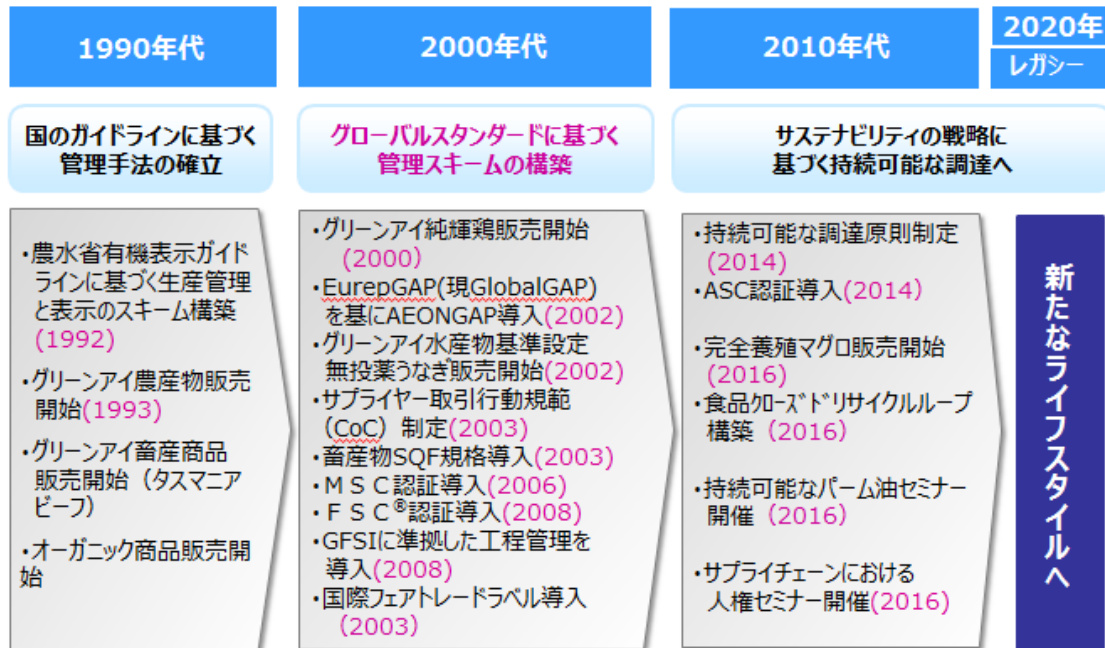 1990年代
国のガイドラインに基づく
管理手法の確立
・農水省有機表示ガイド
ラインに基づく生産管理
と表示のスキーム構築
(1992)
・グリーンアイ農産物販売
開始(1993)
・グリーンアイ畜産商品
販売開始（タスマニア
ビーフ）
・オーガニック商品販売開
始
2000年代
グローバルスタンダードに基づく
管理スキームの構築
・グリーンアイ純輝鶏販売開始
(2000)
・EurepGAP(現GlobalGAP)
を基にAEONGAP導入(2002)
・グリーンアイ水産物基準設定
無投薬うなぎ販売開始(2002)
・サプライヤー取引行動規範
（CoC）制定(2003)
・畜産物SQF規格導入(2003)
・ＭＳＣ認証導入(2006)
・ＦＳＣ®認証導入(2008)
・GFSIに準拠した工程管理を
導入(2008)
・国際フェアトレードラベル導入
（2003）
2010年代
サステナビリティの戦略に
基づく持続可能な調達へ
・持続可能な調達原則制定
(2014)
・ASC認証導入(2014）
・完全養殖マグロ販売開始
(2016)
・食品ｸﾛｰｽﾞﾄﾞリサイクルループ
構築（2016）
・持続可能なパーム油セミナー
開催（2016）
・サプライチェーンにおける
人権セミナー開催(2016)
2020年
レガシー
新たなライフスタイルへ